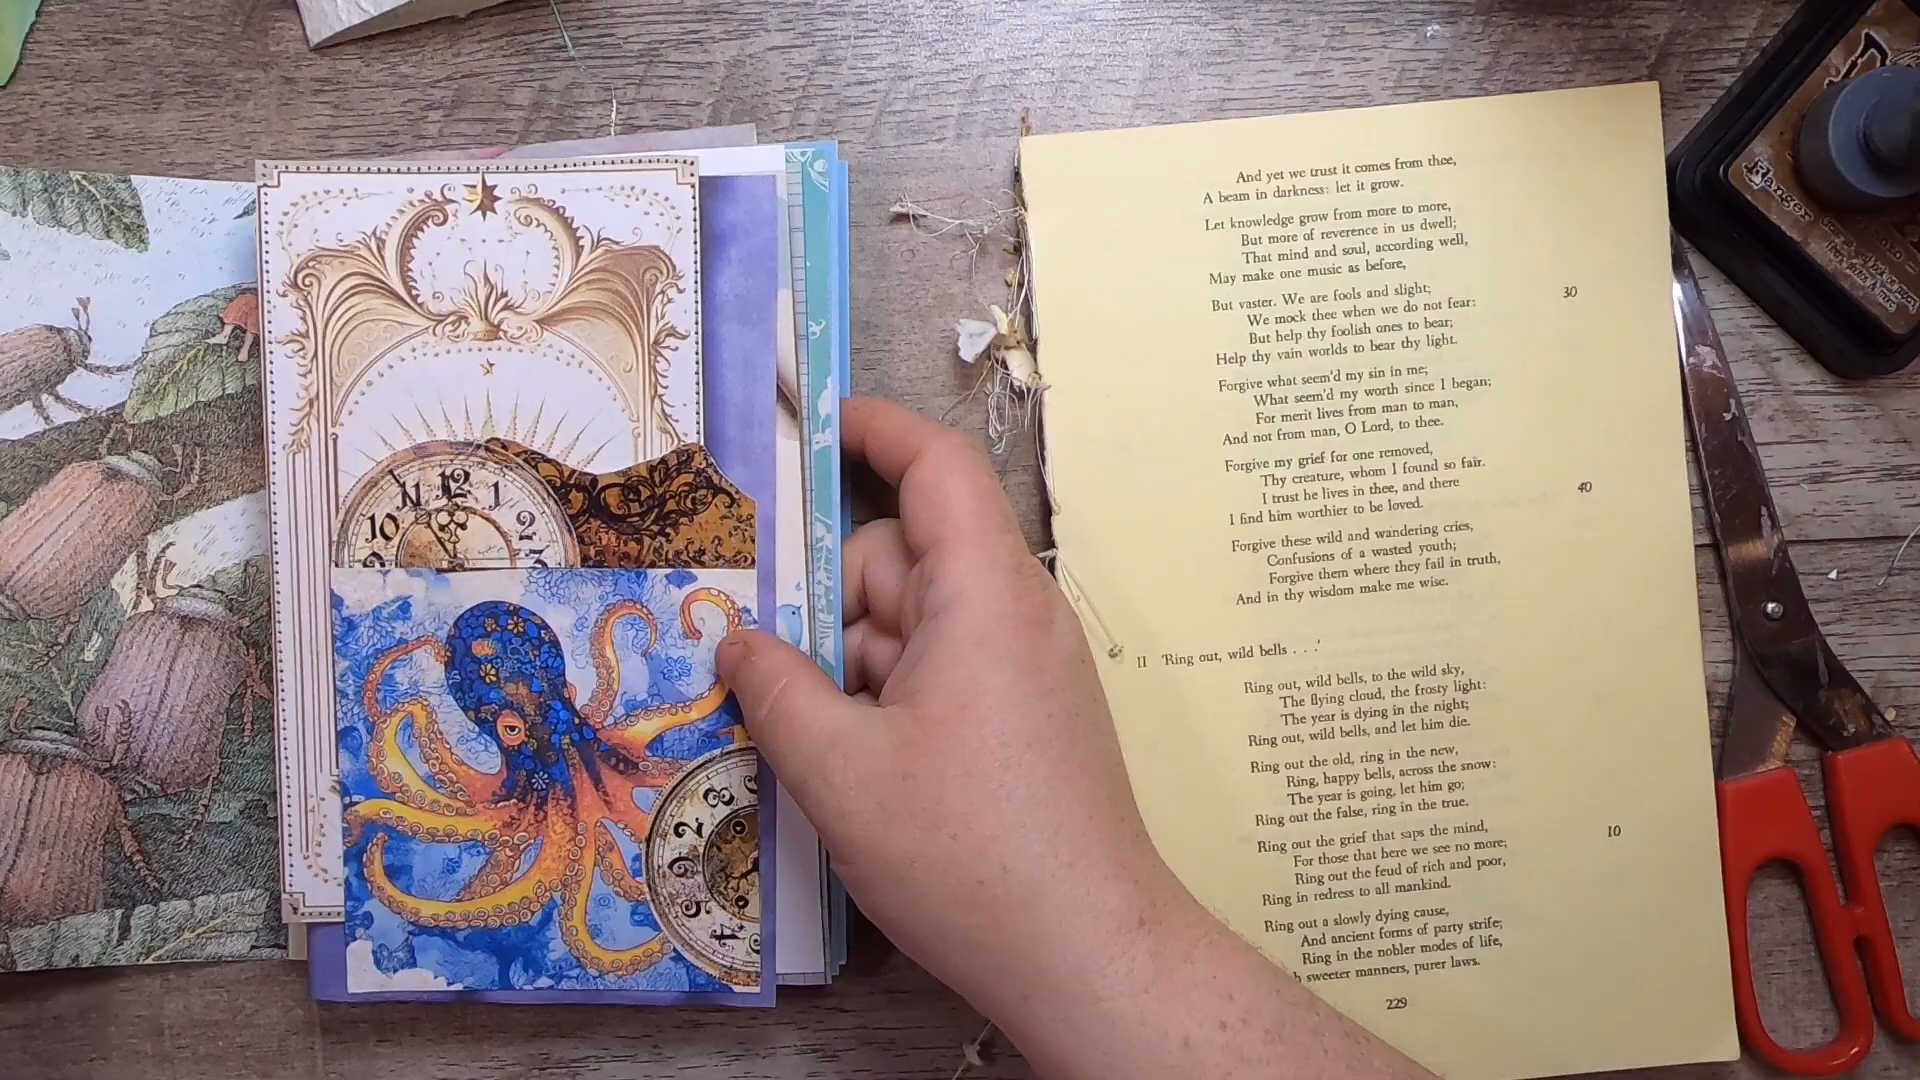 11 12 1
10 2
3
And yet we trust it comes from thee,
A beam in darkness: let it grow.
Let knowledge grow from more to more,
But more of reverence in us dwell;
That mind and soul, according well,
May make one music as before,
But vaster. We are fools and slight;
We mock thee when we do not fear:
But help thy foolish ones to bear;
Help thy vain worlds to bear thy light.
Forgive what seem'd my sin in me;
What seem'd my worth since I began;
For merit lives from man to man,
And not from man, O Lord, to thee.
Forgive my grief for one removed,
Thy creature, whom I found so fair.
I trust he lives in thee, and there
I find him worthier to be loved.
Forgive these wild and wandering cries,
Confusions of a wasted youth;
Forgive them where they fail in truth,
And in thy wisdom make me wise.
30
40
II 'Ring out, wild bells . . .'
Ring out, wild bells, to the wild sky,
The flying cloud, the frosty light:
The year is dying in the night;
Ring out, wild bells, and let him die.
Ring out the old, ring in the new,
Ring, happy bells, across the snow:
The year is going, let him go;
Ring out the false, ring in the true.
Ring out the grief that saps the mind,
For those that here we see no more;
Ring out the feud of rich and poor,
Ring in redress to all mankind.
Ring out a slowly dying cause,
And ancient forms of party strife;
Ring in the nobler modes of life,
sweeter manners, purer laws.
10
229
Ranger